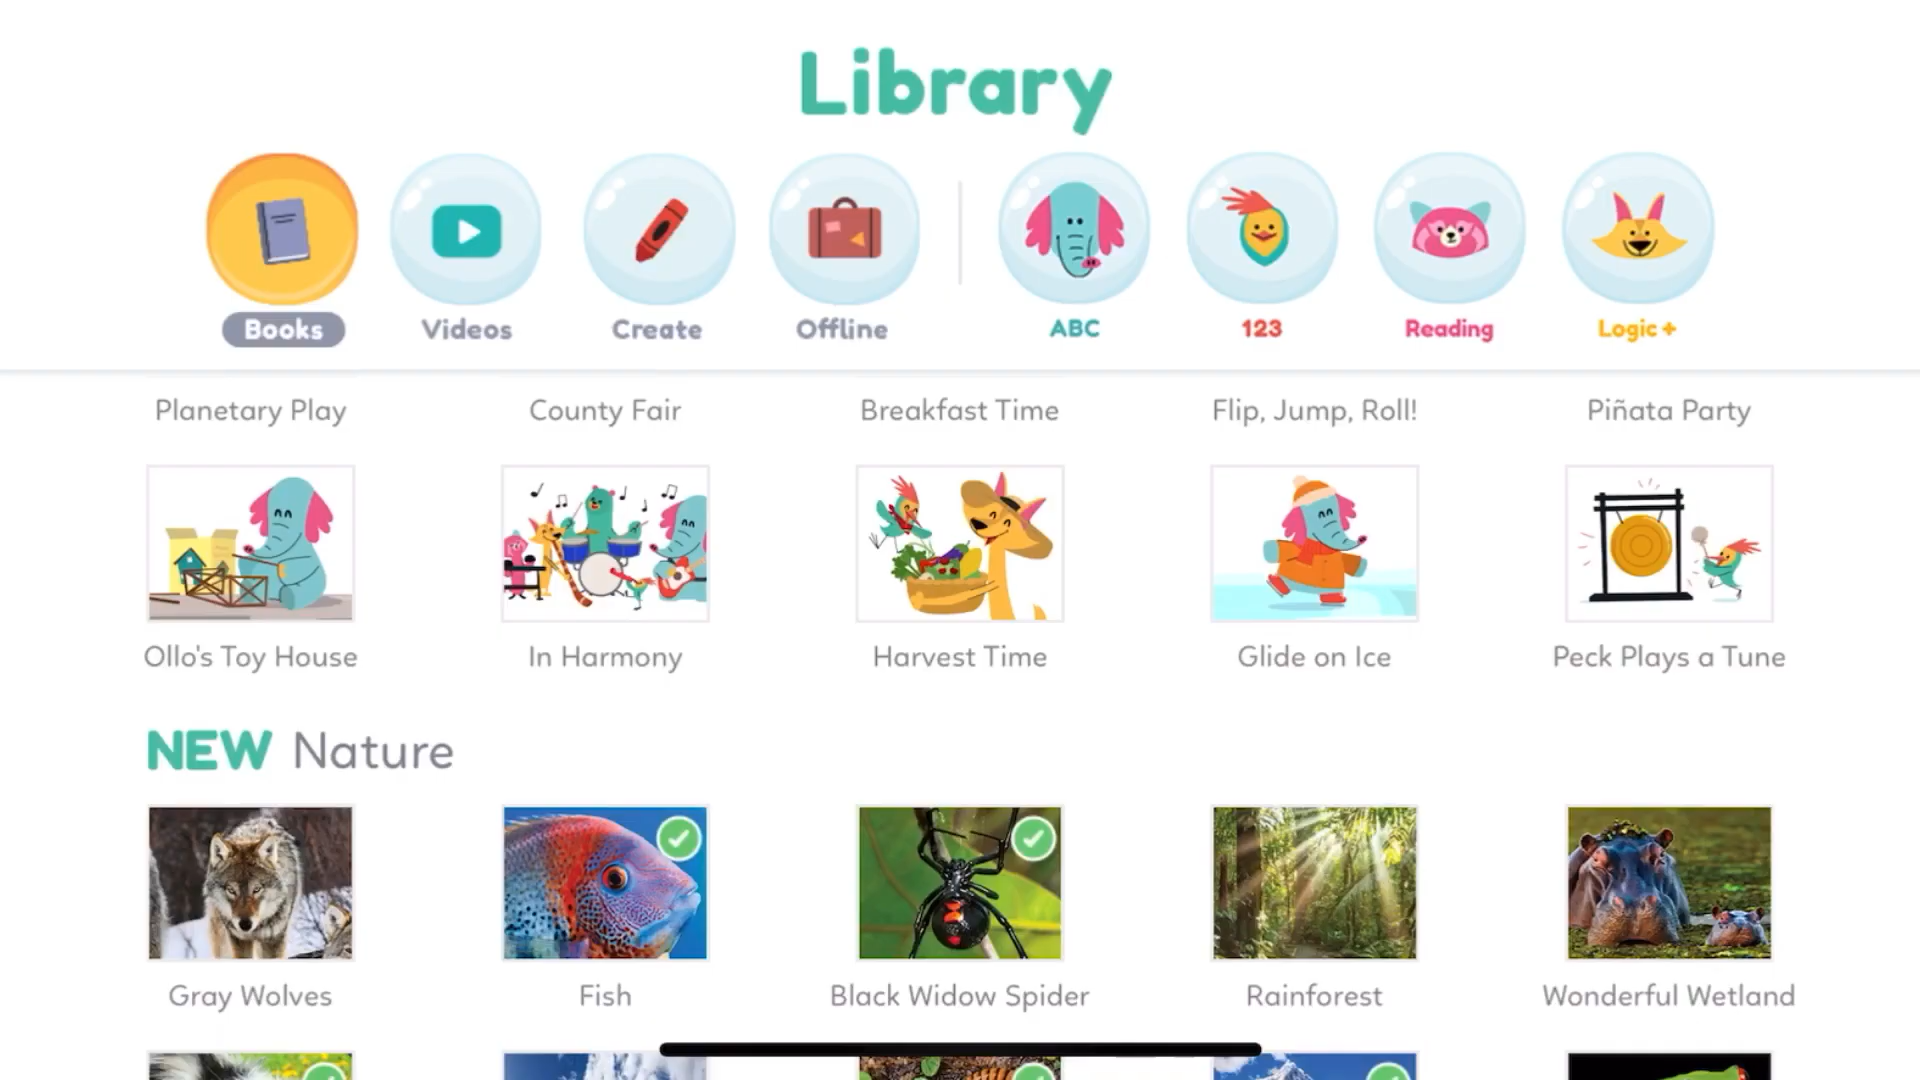 Library
Books Videos Create Offline ABC 123 Reading Logic +
Planetary Play County Fair Breakfast Time Flip, Jump, Roll! Piñata Party
Ollo's Toy House In Harmony Harvest Time Glide on Ice Peck Plays a Tune
NEW Nature
Gray Wolves Fish Black Widow Spider Rainforest Wonderful Wetland